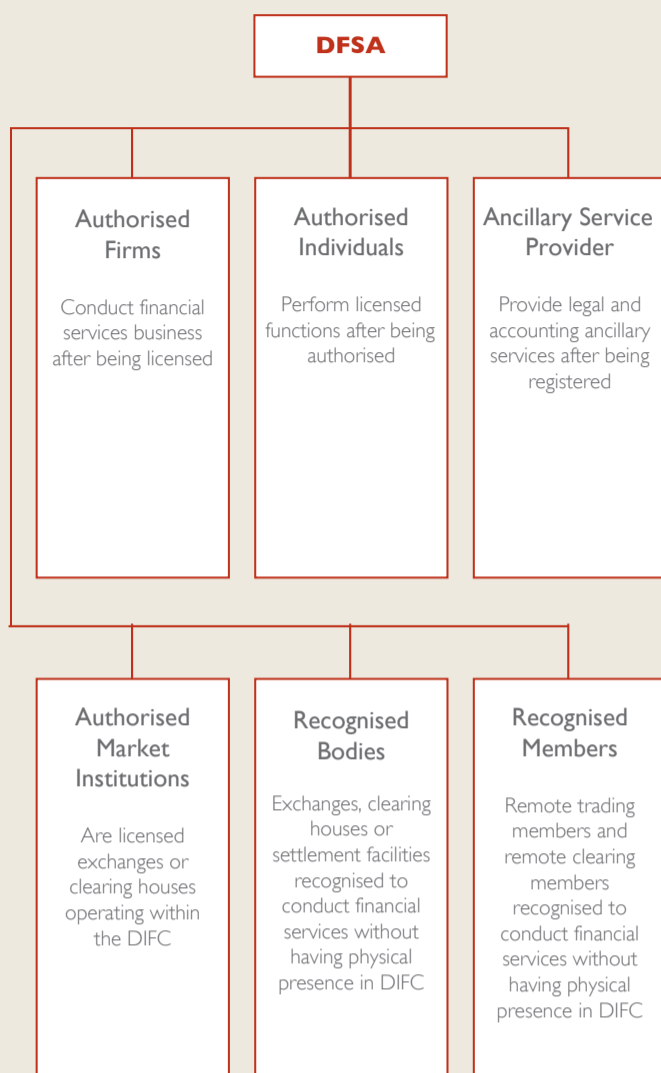 DFSA
Authorised
Firms
Conduct financial
services business
after being licensed
Authorised
Individuals
Perform licensed
functions after being
authorised
Ancillary Service
Provider
Provide legal and
accounting ancillary
services after being
registered
Authorised
Market
Institutions
Are licensed
exchanges or
clearing houses
operating within
the DIFC
Recognised
Bodies
Exchanges, clearing
houses or
settlement facilities
recognised to
conduct financial
services without
having physical
presence in DIFC
Recognised
Members
Remote trading
members and
remote clearing
members
recognised to
conduct financial
services without
having physical
presence in DIFC